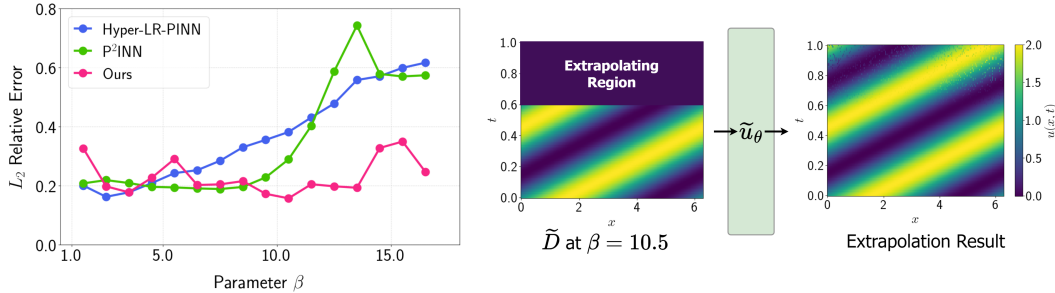 0.8
0.6
0.4
0.2
0.0
L₂ Relative Error
Hyper-LR-PINN
P²INN
Ours
1.0
5.0
10.0
15.0
Parameter β
1.0
0.8
0.6
0.4
0.2
0.0
t
Extrapolating
Region
0
2
4
6
x
D̃ at β = 10.5
ũ_θ
1.0
0.8
0.6
0.4
0.2
0.0
t
0
2
4
6
x
Extrapolation Result
2.0
1.5
1.0
0.5
0.0
u(x, t)